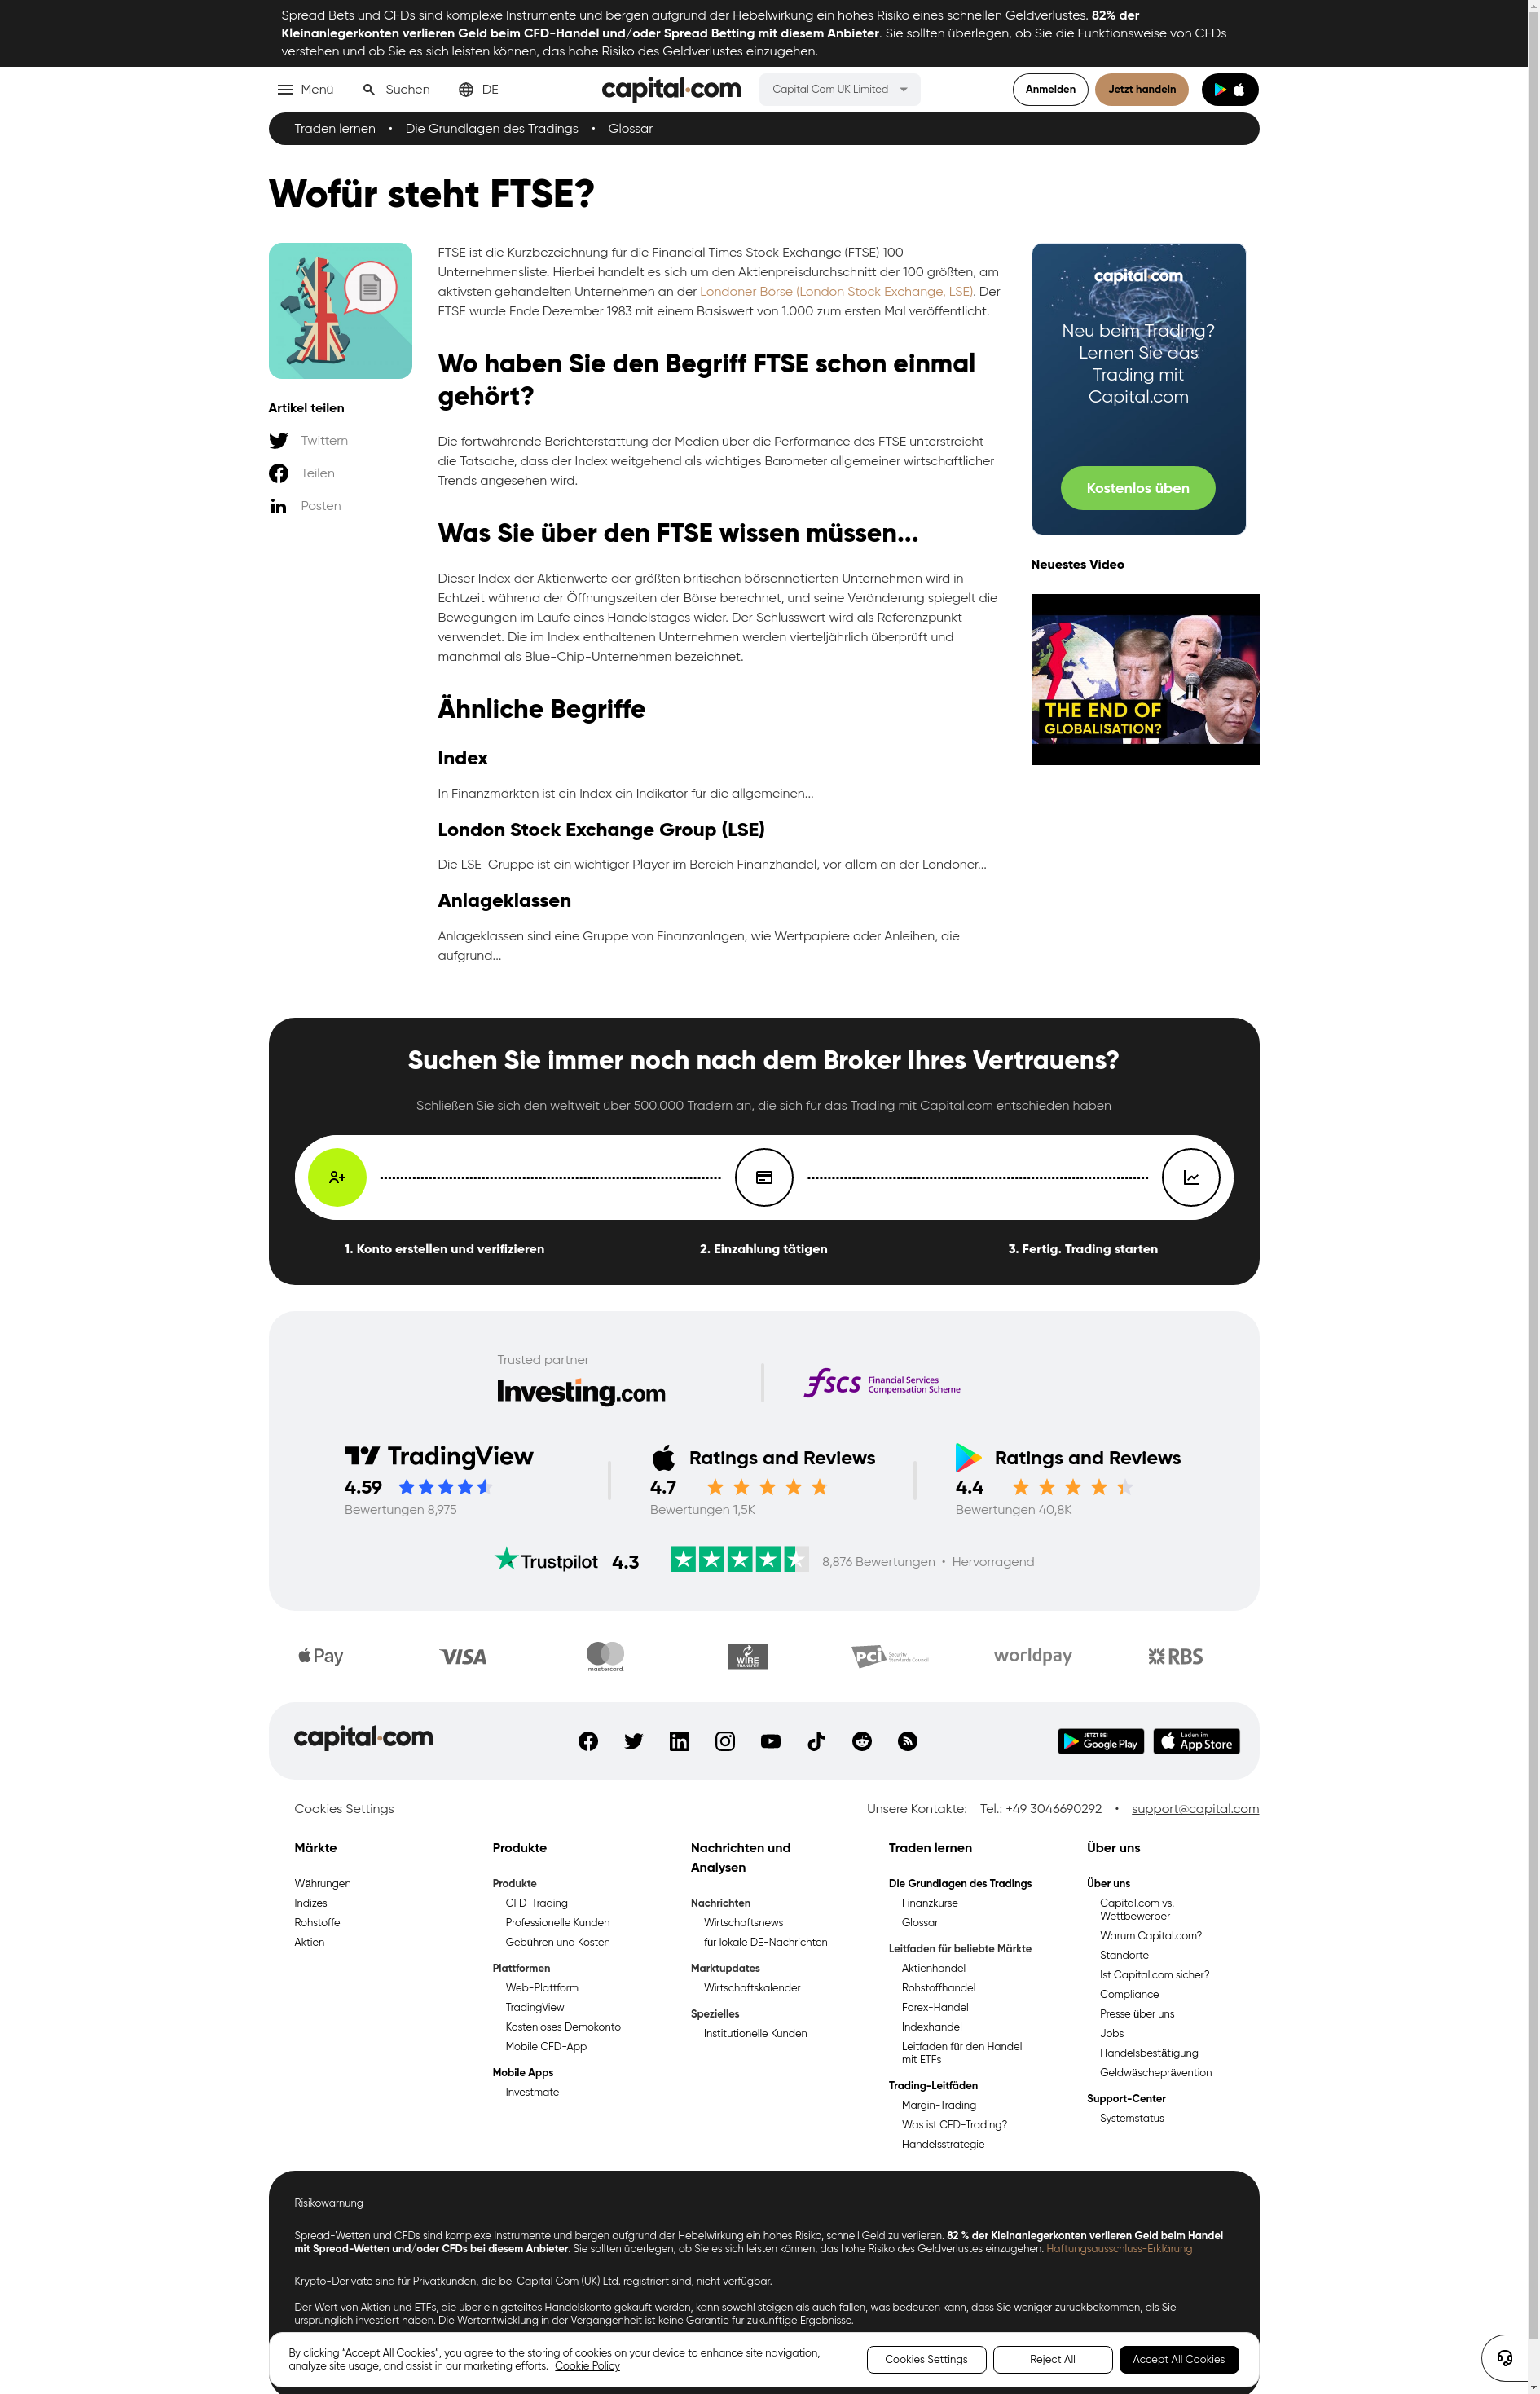 Spread Bets und CFDs sind komplexe Instrumente und bergen aufgrund der Hebelwirkung ein hohes Risiko eines schnellen Geldverlustes. 82% der
Kleinanlegerkonten verlieren Geld beim CFD-Handel und/oder Spread Betting mit diesem Anbieter. Sie sollten überlegen, ob Sie die Funktionsweise von CFDs
verstehen und ob Sie es sich leisten können, das hohe Risiko des Geldverlustes einzugehen.
Menü Suchen DE capital.com Capital Com UK Limited Anmelden Jetzt handeln
Traden lernen • Die Grundlagen des Tradings • Glossar
Wofür steht FTSE?
FTSE ist die Kurzbezeichnung für die Financial Times Stock Exchange (FTSE) 100-
Unternehmensliste. Hierbei handelt es sich um den Aktienpreisdurchschnitt der 100 größten, am
aktivsten gehandelten Unternehmen an der Londoner Börse (London Stock Exchange, LSE). Der
FTSE wurde Ende Dezember 1983 mit einem Basiswert von 1.000 zum ersten Mal veröffentlicht.
Wo haben Sie den Begriff FTSE schon einmal
gehört?
Die fortwährende Berichterstattung der Medien über die Performance des FTSE unterstreicht
die Tatsache, dass der Index weitgehend als wichtiges Barometer allgemeiner wirtschaftlicher
Trends angesehen wird.
Was Sie über den FTSE wissen müssen...
Dieser Index der Aktienwerte der größten britischen börsennotierten Unternehmen wird in
Echtzeit während der Öffnungszeiten der Börse berechnet, und seine Veränderung spiegelt die
Bewegungen im Laufe eines Handelstages wider. Der Schlusswert wird als Referenzpunkt
verwendet. Die im Index enthaltenen Unternehmen werden vierteljährlich überprüft und
manchmal als Blue-Chip-Unternehmen bezeichnet.
Ähnliche Begriffe
Index
In Finanzmärkten ist ein Index ein Indikator für die allgemeinen...
London Stock Exchange Group (LSE)
Die LSE-Gruppe ist ein wichtiger Player im Bereich Finanzhandel, vor allem an der Londoner...
Anlageklassen
Anlageklassen sind eine Gruppe von Finanzanlagen, wie Wertpapiere oder Anleihen, die
aufgrund...
Artikel teilen
Twittern
Teilen
Posten
capital.com
Neu beim Trading?
Lernen Sie das
Trading mit
Capital.com
Kostenlos üben
Neuestes Video
THE END OF
GLOBALISATION?
Suchen Sie immer noch nach dem Broker Ihres Vertrauens?
Schließen Sie sich den weltweit über 500.000 Tradern an, die sich für das Trading mit Capital.com entschieden haben
1. Konto erstellen und verifizieren
2. Einzahlung tätigen
3. Fertig. Trading starten
Trusted partner
Investing.com
fscs Financial Services
Compensation Scheme
TradingView
4.59
Bewertungen 8,975
Ratings and Reviews
4.7
Bewertungen 1,5K
Ratings and Reviews
4.4
Bewertungen 40,8K
Trustpilot 4.3 8,876 Bewertungen • Hervorragend
Pay VISA mastercard WIRE TRANSFER PCI Security Standards Council worldpay RBS
capital.com
JETZT BEI
Google Play
Laden im
App Store
Cookies Settings
Unsere Kontakte: Tel.: +49 3046690292 • support@capital.com
Märkte
Währungen
Indizes
Rohstoffe
Aktien
Produkte
Produkte
CFD-Trading
Professionelle Kunden
Gebühren und Kosten
Plattformen
Web-Plattform
TradingView
Kostenloses Demokonto
Mobile CFD-App
Mobile Apps
Investmate
Nachrichten und
Analysen
Nachrichten
Wirtschaftsnews
für lokale DE-Nachrichten
Marktupdates
Wirtschaftskalender
Spezielles
Institutionelle Kunden
Traden lernen
Die Grundlagen des Tradings
Finanzkurse
Glossar
Leitfaden für beliebte Märkte
Aktienhandel
Rohstoffhandel
Forex-Handel
Indexhandel
Leitfaden für den Handel
mit ETFs
Trading-Leitfäden
Margin-Trading
Was ist CFD-Trading?
Handelsstrategie
Über uns
Über uns
Capital.com vs.
Wettbewerber
Warum Capital.com?
Standorte
Ist Capital.com sicher?
Compliance
Presse über uns
Jobs
Handelsbestätigung
Geldwäscheprävention
Support-Center
Systemstatus
Risikowarnung
Spread-Wetten und CFDs sind komplexe Instrumente und bergen aufgrund der Hebelwirkung ein hohes Risiko, schnell Geld zu verlieren. 82 % der Kleinanlegerkonten verlieren Geld beim Handel
mit Spread-Wetten und/oder CFDs bei diesem Anbieter. Sie sollten überlegen, ob Sie es sich leisten können, das hohe Risiko des Geldverlustes einzugehen. Haftungsausschluss-Erklärung
Krypto-Derivate sind für Privatkunden, die bei Capital Com (UK) Ltd. registriert sind, nicht verfügbar.
Der Wert von Aktien und ETFs, die über ein geteiltes Handelskonto gekauft werden, kann sowohl steigen als auch fallen, was bedeuten kann, dass Sie weniger zurückbekommen, als Sie
ursprünglich investiert haben. Die Wertentwicklung in der Vergangenheit ist keine Garantie für zukünftige Ergebnisse.
By clicking “Accept All Cookies”, you agree to the storing of cookies on your device to enhance site navigation,
analyze site usage, and assist in our marketing efforts. Cookie Policy
Cookies Settings
Reject All
Accept All Cookies